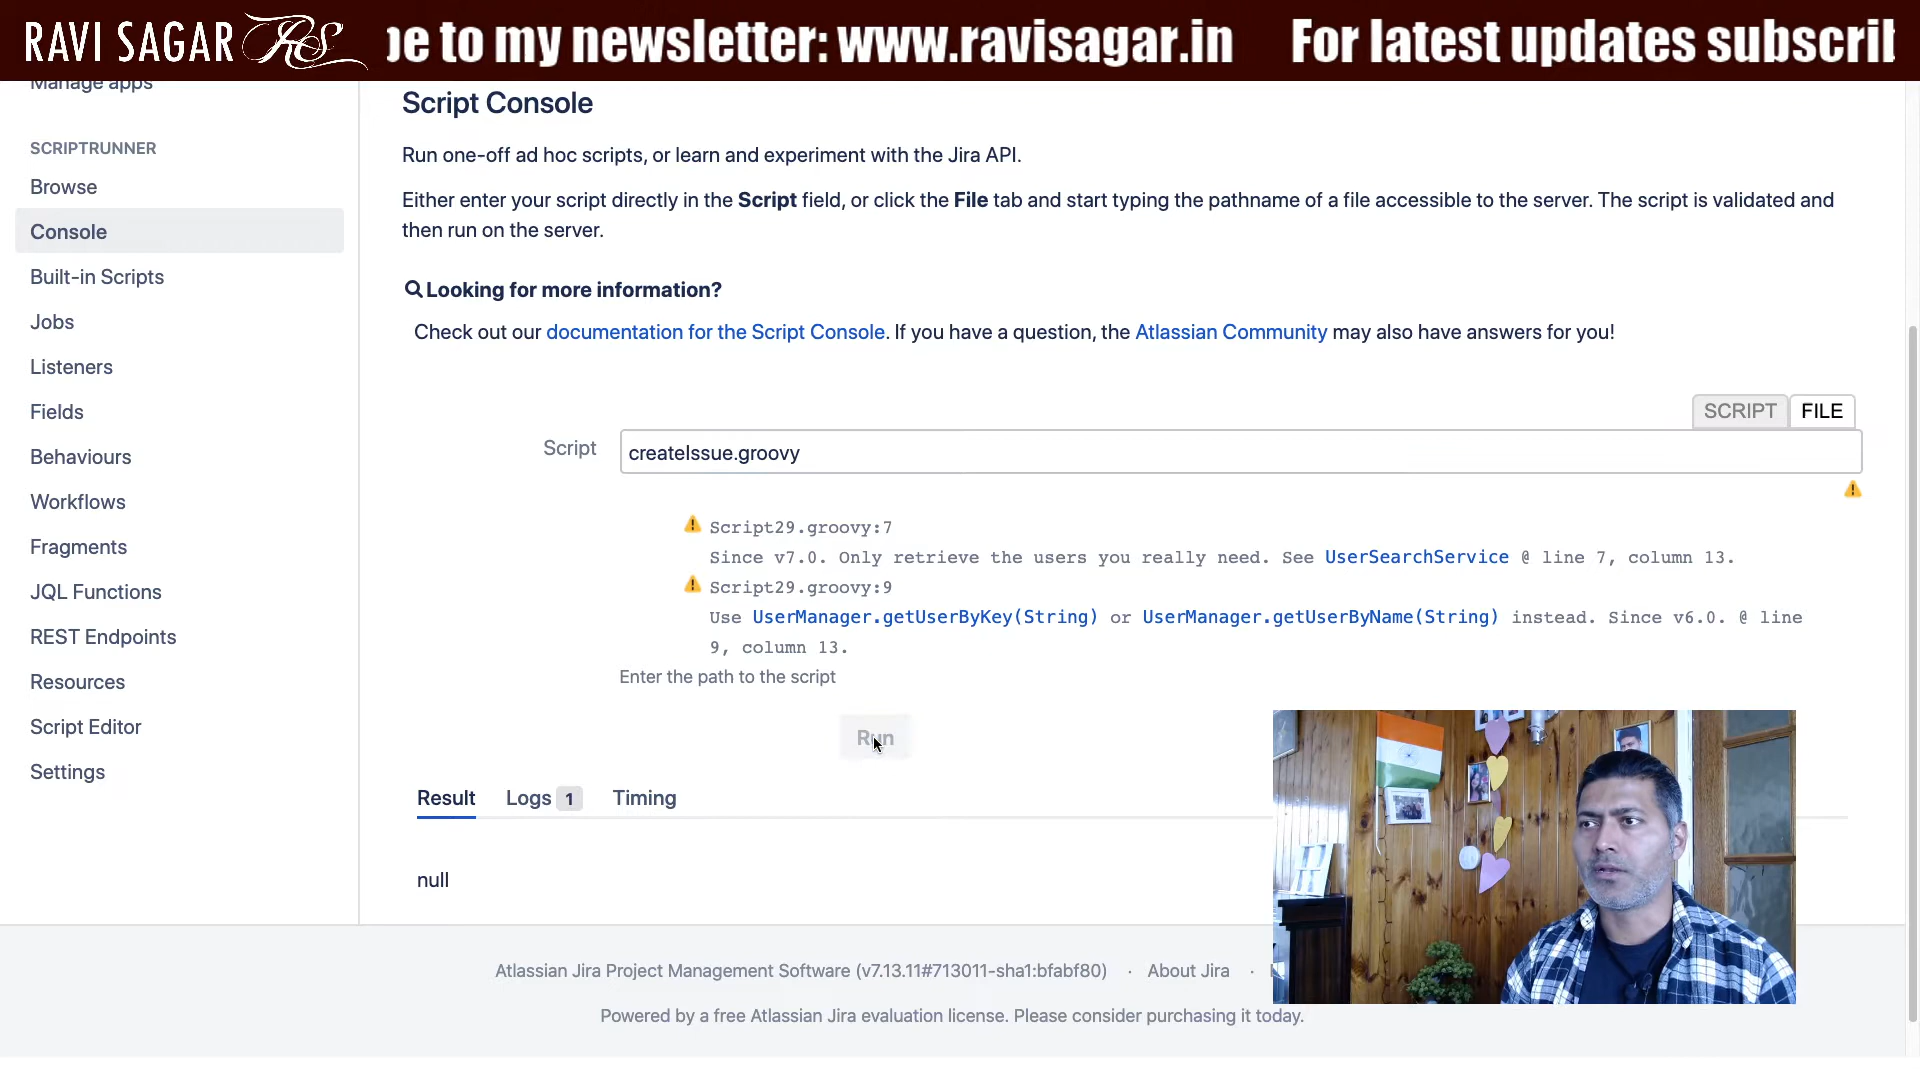 RAVI SAGAR RS
be to my newsletter: www.ravisagar.in For latest updates subscrib
Manage apps
SCRIPTRUNNER
Browse
Console
Built-in Scripts
Jobs
Listeners
Fields
Behaviours
Workflows
Fragments
JQL Functions
REST Endpoints
Resources
Script Editor
Settings
Script Console
Run one-off ad hoc scripts, or learn and experiment with the Jira API.
Either enter your script directly in the Script field, or click the File tab and start typing the pathname of a file accessible to the server. The script is validated and
then run on the server.
Looking for more information?
Check out our documentation for the Script Console. If you have a question, the Atlassian Community may also have answers for you!
SCRIPT FILE
Script createIssue.groovy
Script29.groovy:7
Since v7.0. Only retrieve the users you really need. See UserSearchService @ line 7, column 13.
Script29.groovy:9
Use UserManager.getUserByKey(String) or UserManager.getUserByName(String) instead. Since v6.0. @ line
9, column 13.
Enter the path to the script
Run
Result Logs 1 Timing
null
Atlassian Jira Project Management Software (v7.13.11#713011-sha1:bfabf80) · About Jira ·
Powered by a free Atlassian Jira evaluation license. Please consider purchasing it today.